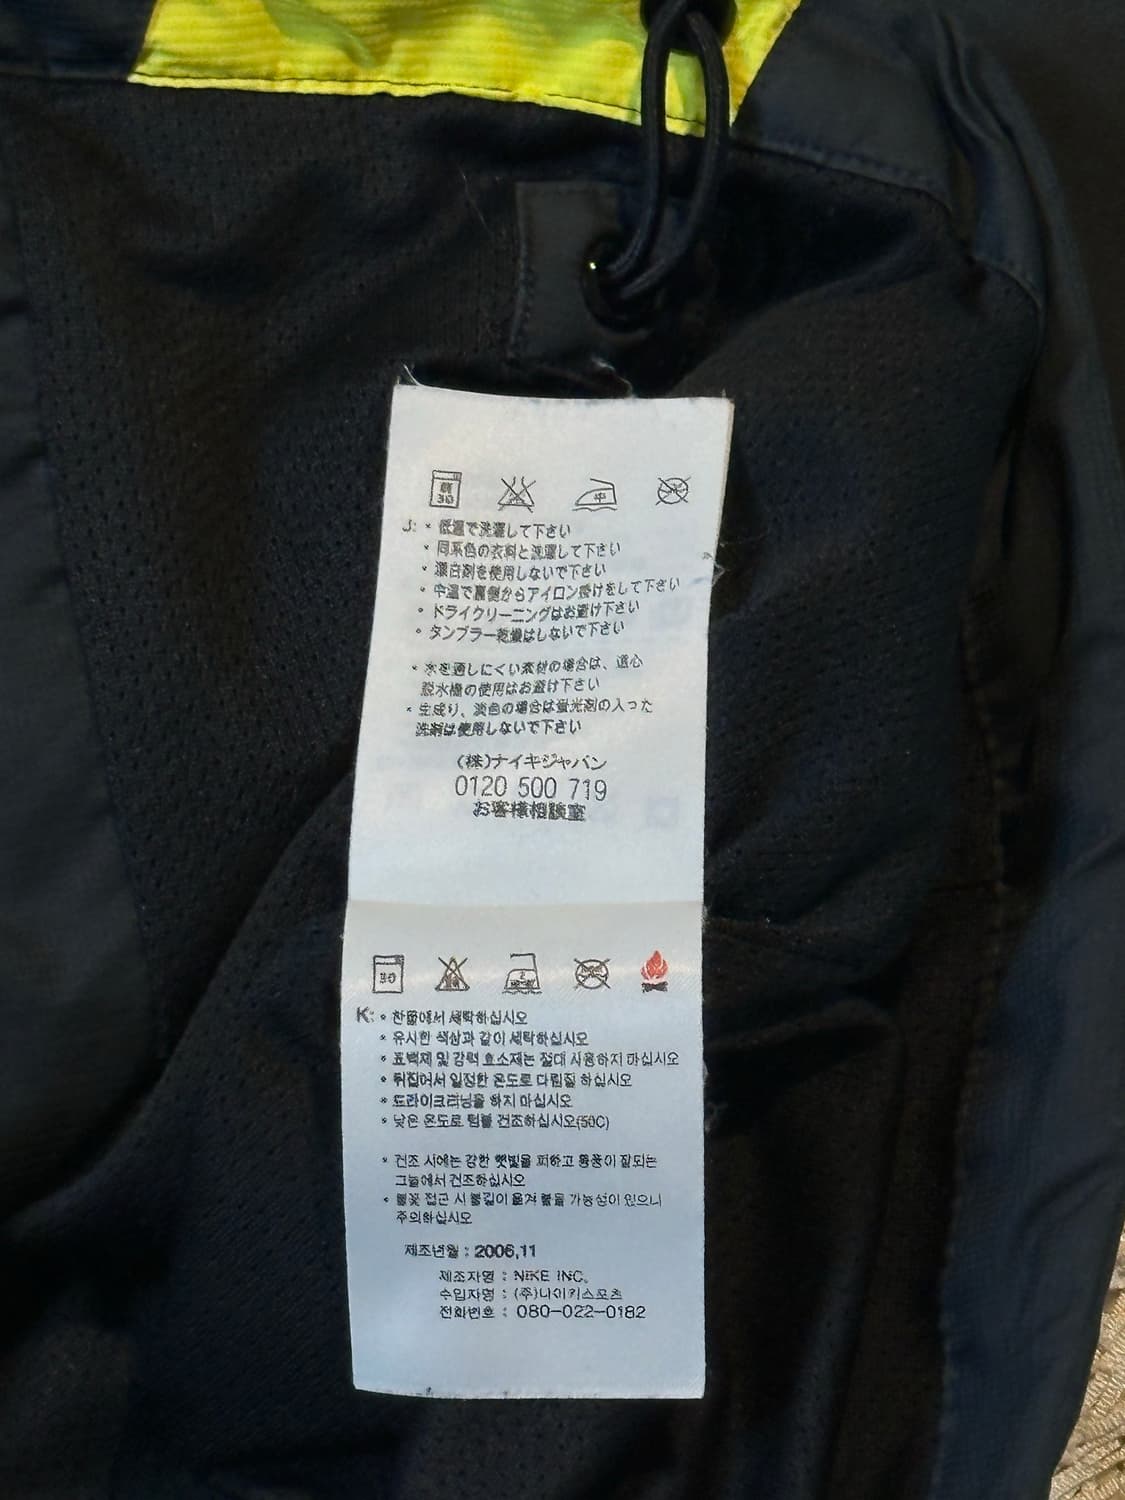 30
中
J: * 低温で洗濯して下さい
* 同系色の衣料と洗濯して下さい
* 漂白剤を使用しないで下さい
* 中温で裏側からアイロン掛けをして下さい
* ドライクリーニングはお避け下さい
* タンブラー乾燥はしないで下さい
* 水を通しにくい素材の場合は、遠心
脱水機の使用はお避け下さい
* 生成り、淡色の場合は蛍光剤の入った
洗剤は使用しないで下さい
(株)ナイキジャパン
0120 500 719
お客様相談室
30
2
K: * 찬물에서 세탁하십시오
* 유사한 색상과 같이 세탁하십시오
* 표백제 및 강력 효소제는 절대 사용하지 마십시오
* 뒤집어서 일정한 온도로 다림질 하십시오
* 드라이크리닝을 하지 마십시오
* 낮은 온도로 텀블 건조하십시오(50C)
* 건조 시에는 강한 햇빛을 피하고 통풍이 잘되는
그늘에서 건조하십시오
* 불꽃 접근 시 불길이 옮겨 붙을 가능성이 있으니
주의하십시오
제조년월 : 2006,11
제조자명 : NIKE INC.
수입자명 : (주)나이키스포츠
전화번호 : 080-022-0182